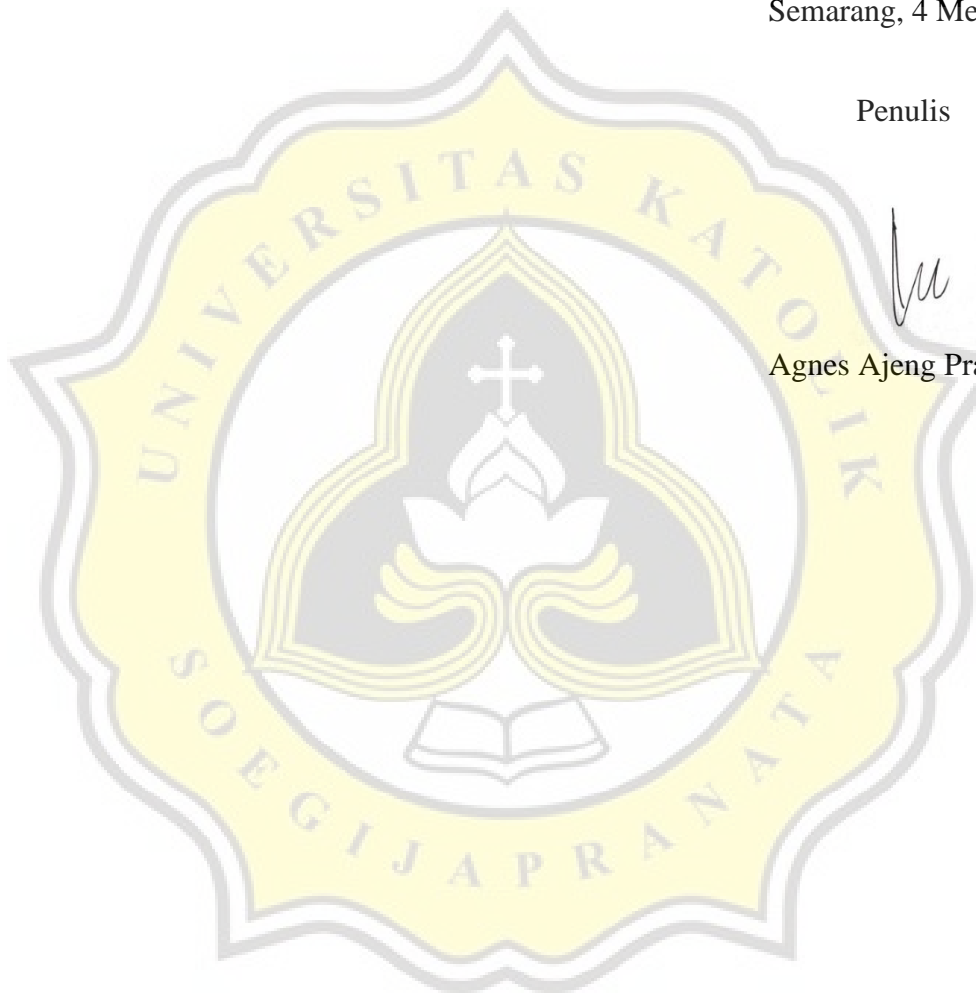 Semarang, 4 Me
Penulis
Agnes Ajeng Pra
UNIVERSITAS KATOLIK
SOEGIJAPRANATA